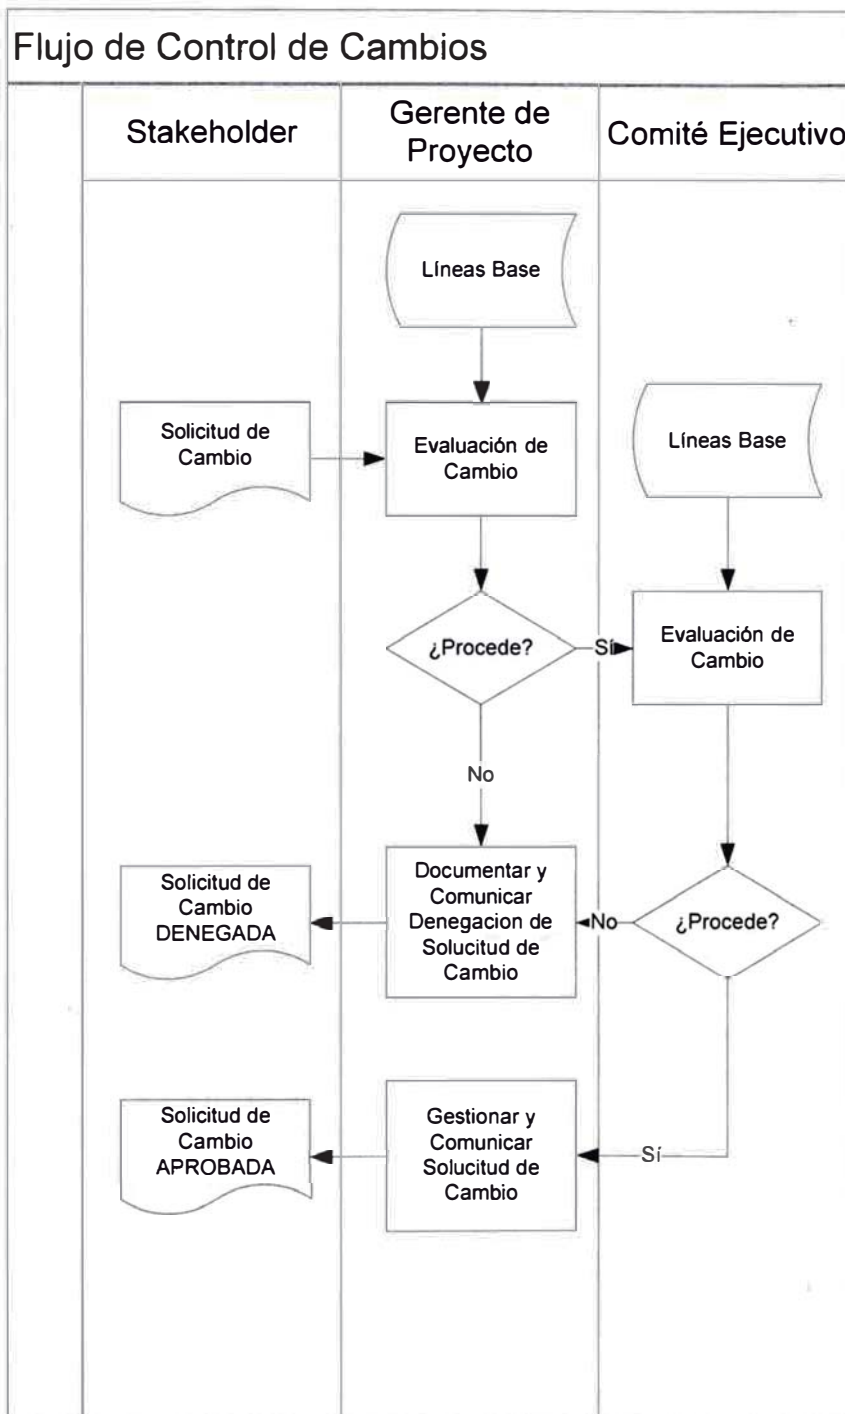 Flujo de Control de Cambios
Stakeholder
Gerente de
Proyecto
Comité Ejecutivo
Líneas Base
Solicitud de
Cambio
Evaluación de
Cambio
Líneas Base
¿Procede?
Sí
Evaluación de
Cambio
No
Solicitud de
Cambio
DENEGADA
Documentar y
Comunicar
Denegacion de
Solucitud de
Cambio
No
¿Procede?
Solicitud de
Cambio
APROBADA
Gestionar y
Comunicar
Solucitud de
Cambio
Sí